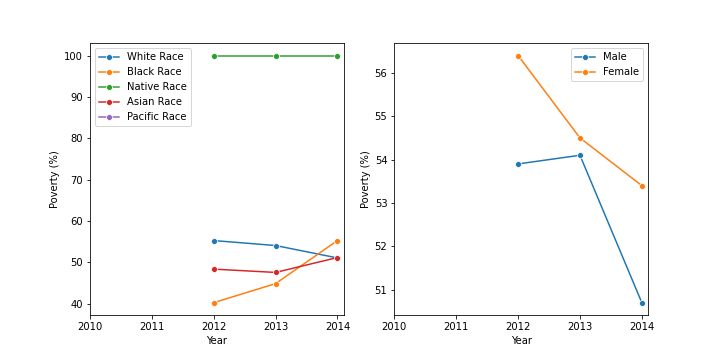 100
90
80
70
60
50
40
Poverty (%)
2010 2011 2012 2013 2014
Year
White Race
Black Race
Native Race
Asian Race
Pacific Race
56
55
54
53
52
51
Poverty (%)
2010 2011 2012 2013 2014
Year
Male
Female